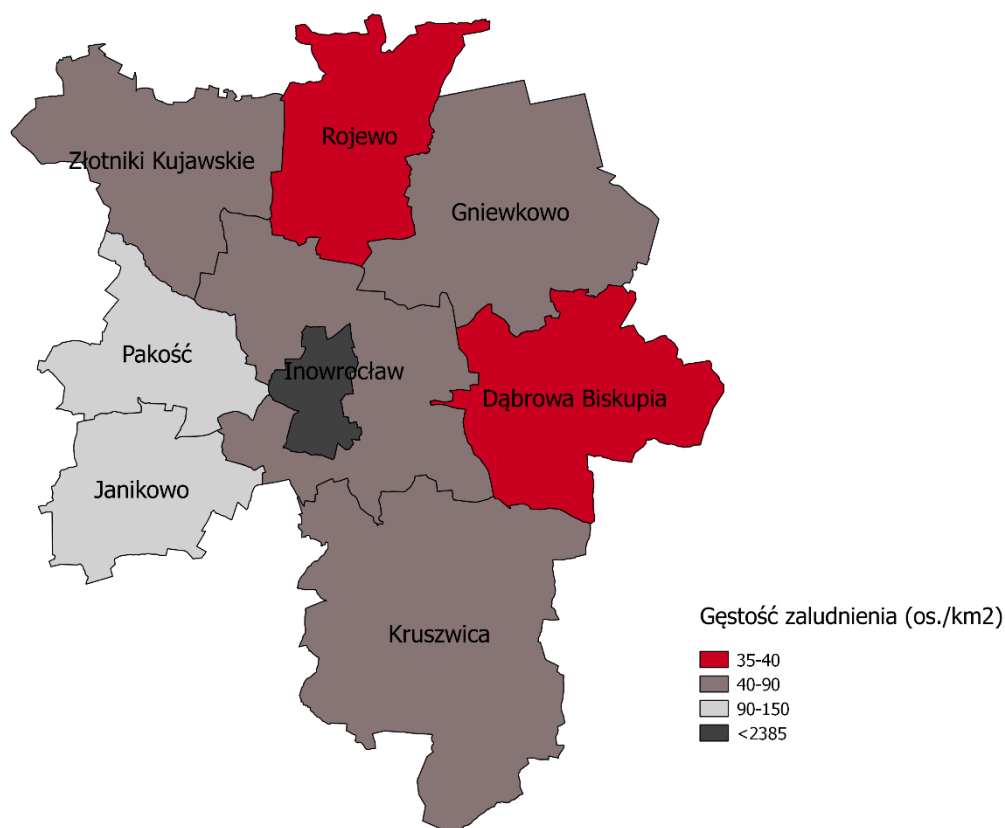 Rojewo
Złotniki Kujawskie
Gniewkowo
Pakość
Inowrocław
Dąbrowa Biskupia
Janikowo
Kruszwica
Gęstość zaludnienia (os./km2)
35-40
40-90
90-150
<2385